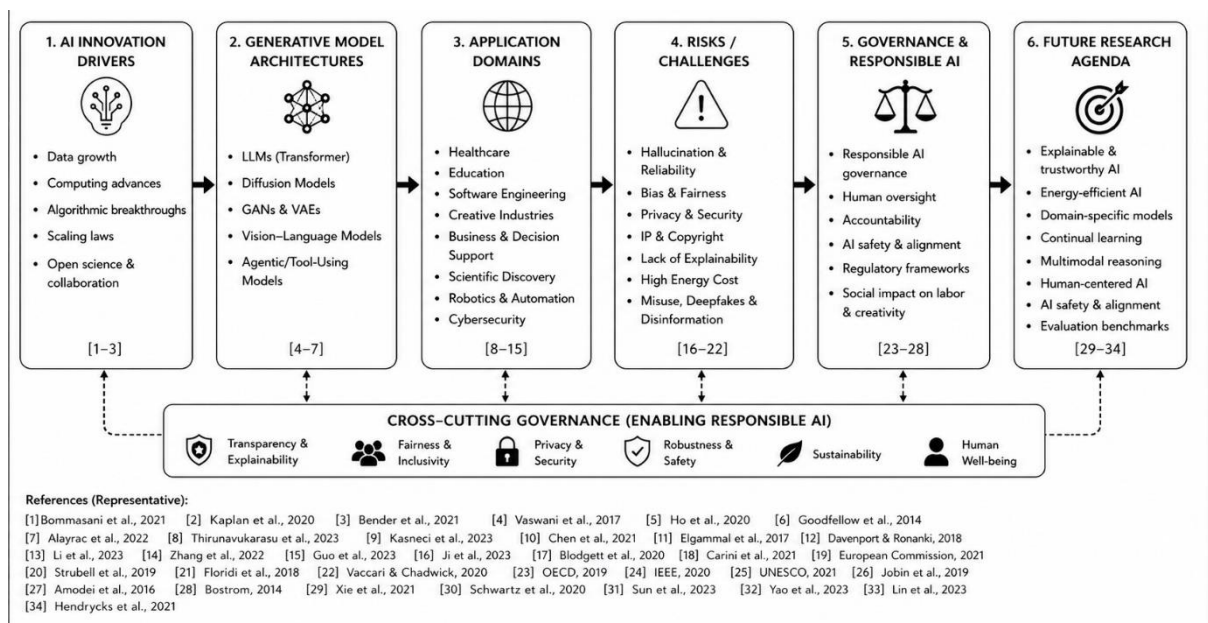 1. AI INNOVATION
DRIVERS
• Data growth
• Computing advances
• Algorithmic breakthroughs
• Scaling laws
• Open science &
collaboration
[1–3]
2. GENERATIVE MODEL
ARCHITECTURES
• LLMs (Transformer)
• Diffusion Models
• GANs & VAEs
• Vision–Language Models
• Agentic/Tool-Using
Models
[4–7]
3. APPLICATION
DOMAINS
• Healthcare
• Education
• Software Engineering
• Creative Industries
• Business & Decision
Support
• Scientific Discovery
• Robotics & Automation
• Cybersecurity
[8–15]
4. RISKS /
CHALLENGES
• Hallucination &
Reliability
• Bias & Fairness
• Privacy & Security
• IP & Copyright
• Lack of Explainability
• High Energy Cost
• Misuse, Deepfakes &
Disinformation
[16–22]
5. GOVERNANCE &
RESPONSIBLE AI
• Responsible AI
governance
• Human oversight
• Accountability
• AI safety & alignment
• Regulatory frameworks
• Social impact on labor
& creativity
[23–28]
6. FUTURE RESEARCH
AGENDA
• Explainable &
trustworthy AI
• Energy-efficient AI
• Domain-specific models
• Continual learning
• Multimodal reasoning
• Human-centered AI
• AI safety & alignment
• Evaluation benchmarks
[29–34]
CROSS–CUTTING GOVERNANCE (ENABLING RESPONSIBLE AI)
Transparency &
Explainability
Fairness &
Inclusivity
Privacy &
Security
Robustness &
Safety
Sustainability
Human
Well-being
References (Representative):
[1]Bommasani et al., 2021 [2] Kaplan et al., 2020 [3] Bender et al., 2021 [4] Vaswani et al., 2017 [5] Ho et al., 2020 [6] Goodfellow et al., 2014
[7] Alayrac et al., 2022 [8] Thirunavukarasu et al., 2023 [9] Kasneci et al., 2023 [10] Chen et al., 2021 [11] Elgammal et al., 2017 [12] Davenport & Ronanki, 2018
[13] Li et al., 2023 [14] Zhang et al., 2022 [15] Guo et al., 2023 [16] Ji et al., 2023 [17] Blodgett et al., 2020 [18] Carini et al., 2021 [19] European Commission, 2021
[20] Strubell et al., 2019 [21] Floridi et al., 2018 [22] Vaccari & Chadwick, 2020 [23] OECD, 2019 [24] IEEE, 2020 [25] UNESCO, 2021 [26] Jobin et al., 2019
[27] Amodei et al., 2016 [28] Bostrom, 2014 [29] Xie et al., 2021 [30] Schwartz et al., 2020 [31] Sun et al., 2023 [32] Yao et al., 2023 [33] Lin et al., 2023
[34] Hendrycks et al., 2021